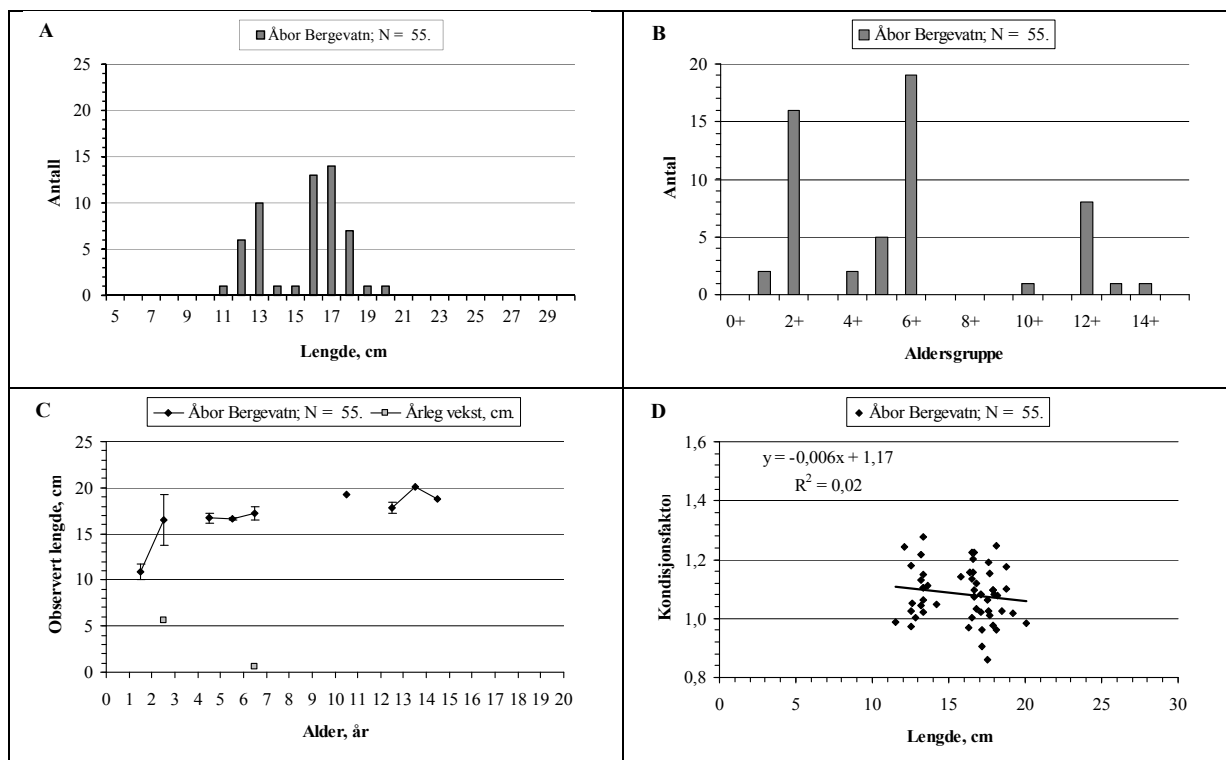 A
Åbor Bergevatn; N = 55.
Antall
25
20
15
10
5
0
5 7 9 11 13 15 17 19 21 23 25 27 29
Lengde, cm
B
Åbor Bergevatn; N = 55.
Antal
20
15
10
5
0
0+ 2+ 4+ 6+ 8+ 10+ 12+ 14+
Aldersgruppe
C
Åbor Bergevatn; N = 55. Årleg vekst, cm.
Observert lengde, cm
25
20
15
10
5
0
0 1 2 3 4 5 6 7 8 9 10 11 12 13 14 15 16 17 18 19 20
Alder, år
D
Åbor Bergevatn; N = 55.
y = -0,006x + 1,17
R2 = 0,02
Kondisjonsfaktor
1,6
1,4
1,2
1,0
0,8
0 5 10 15 20 25 30
Lengde, cm